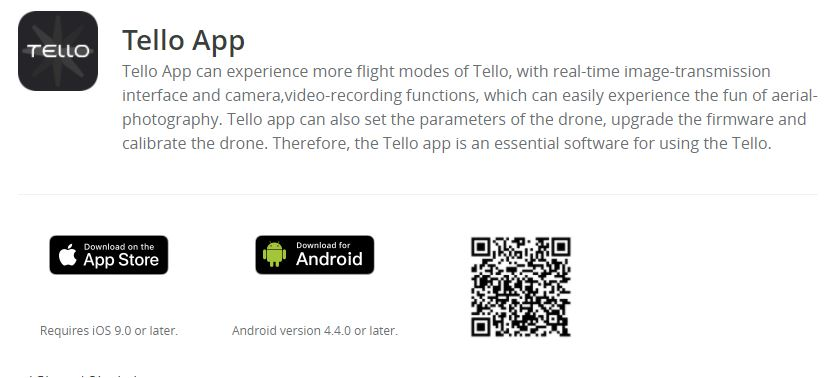 TELLO
Tello App
Tello App can experience more flight modes of Tello, with real-time image-transmission
interface and camera,video-recording functions, which can easily experience the fun of aerial-
photography. Tello app can also set the parameters of the drone, upgrade the firmware and
calibrate the drone. Therefore, the Tello app is an essential software for using the Tello.
Download on the
App Store
Download for
Android
Requires iOS 9.0 or later.
Android version 4.4.0 or later.